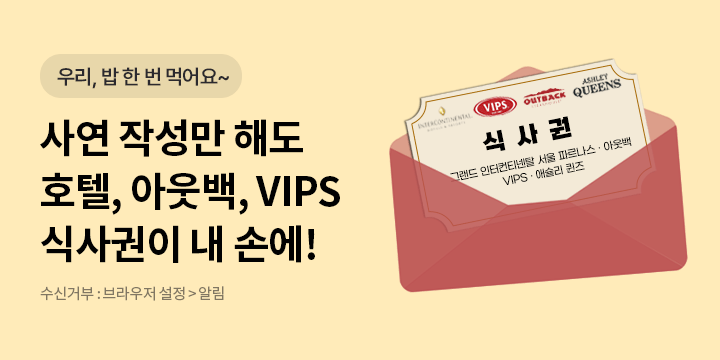 우리, 밥 한 번 먹어요~
사연 작성만 해도
호텔, 아웃백, VIPS
식사권이 내 손에!
수신거부 : 브라우저 설정 > 알림
INTERCONTINENTAL
VIPS
OUTBACK
ASHLEY
QUEENS
식 사 권
그랜드 인터컨티넨탈 서울 파르나스 · 아웃백
VIPS · 애슐리 퀸즈